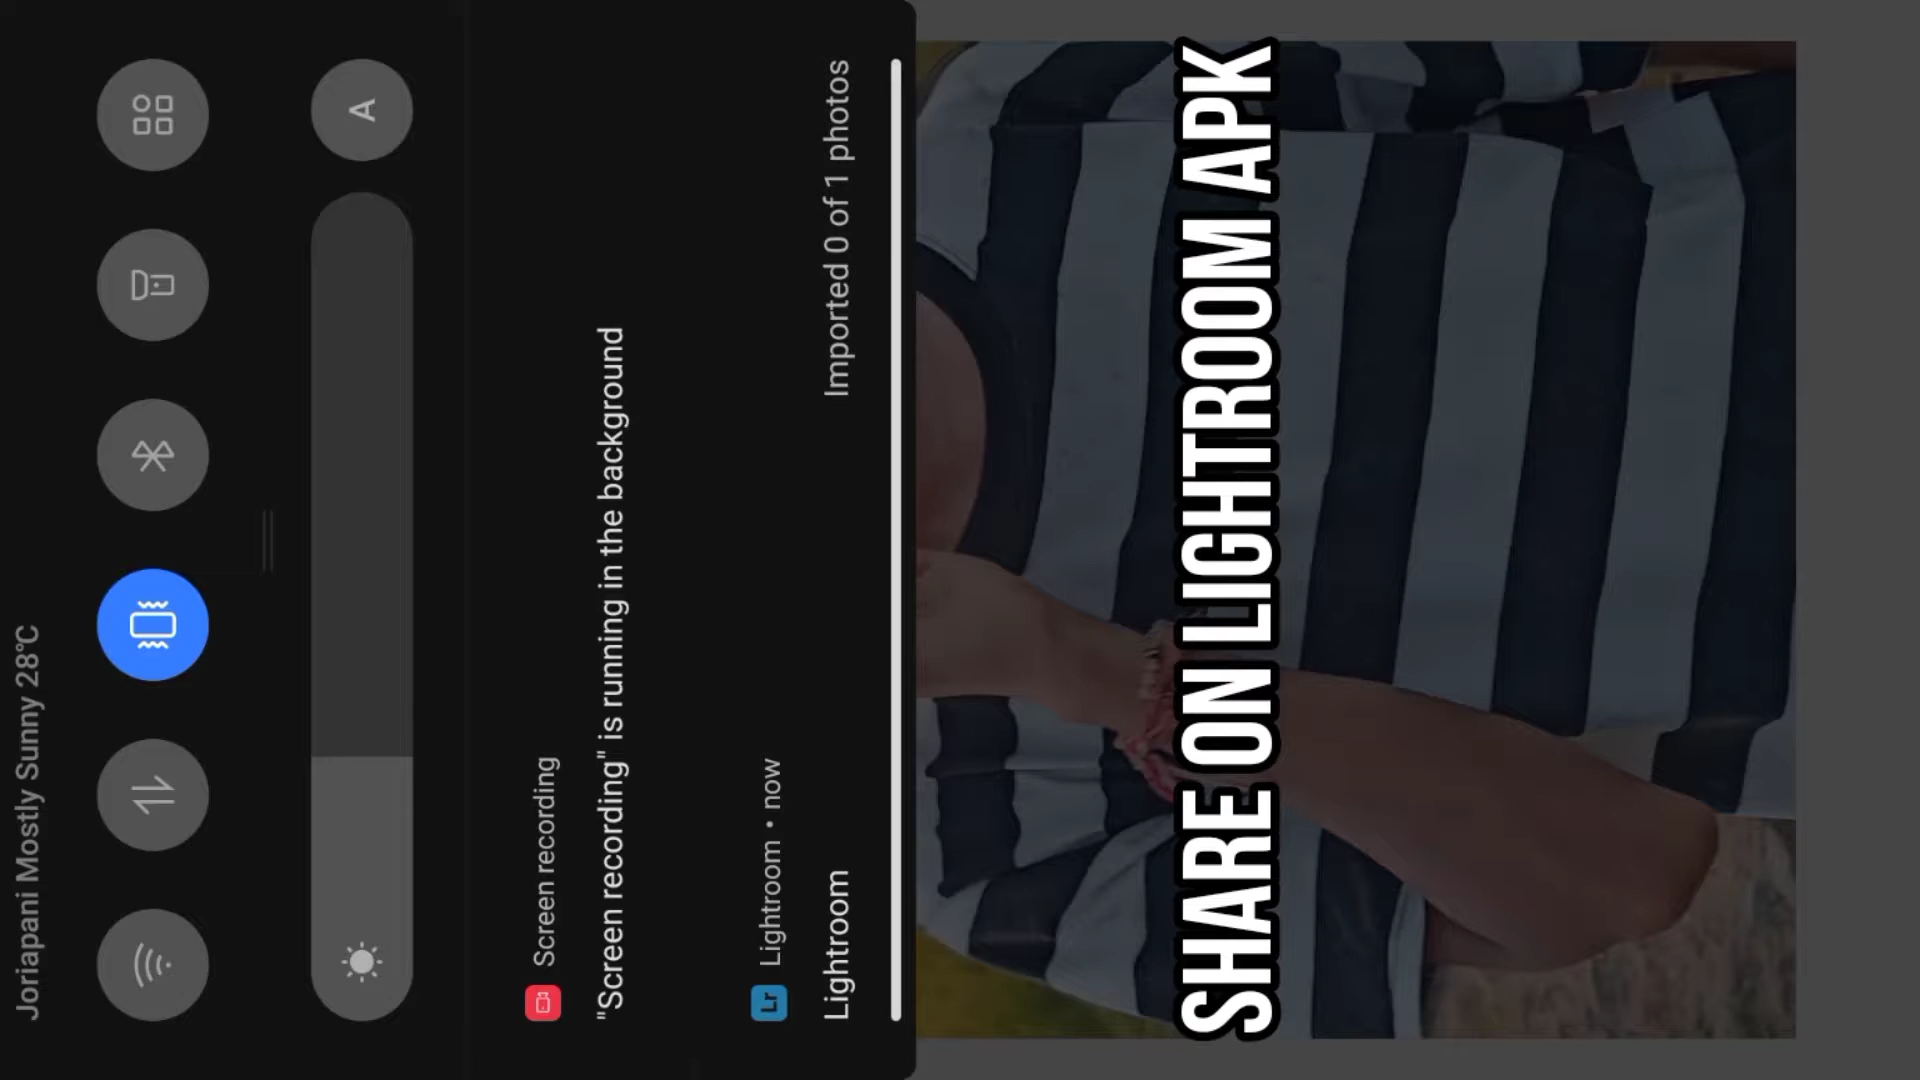 Joriapani Mostly Sunny 28°C
A
Screen recording
"Screen recording" is running in the background
Lr Lightroom • now
Lightroom Imported 0 of 1 photos
SHARE ON LIGHTROOM APK